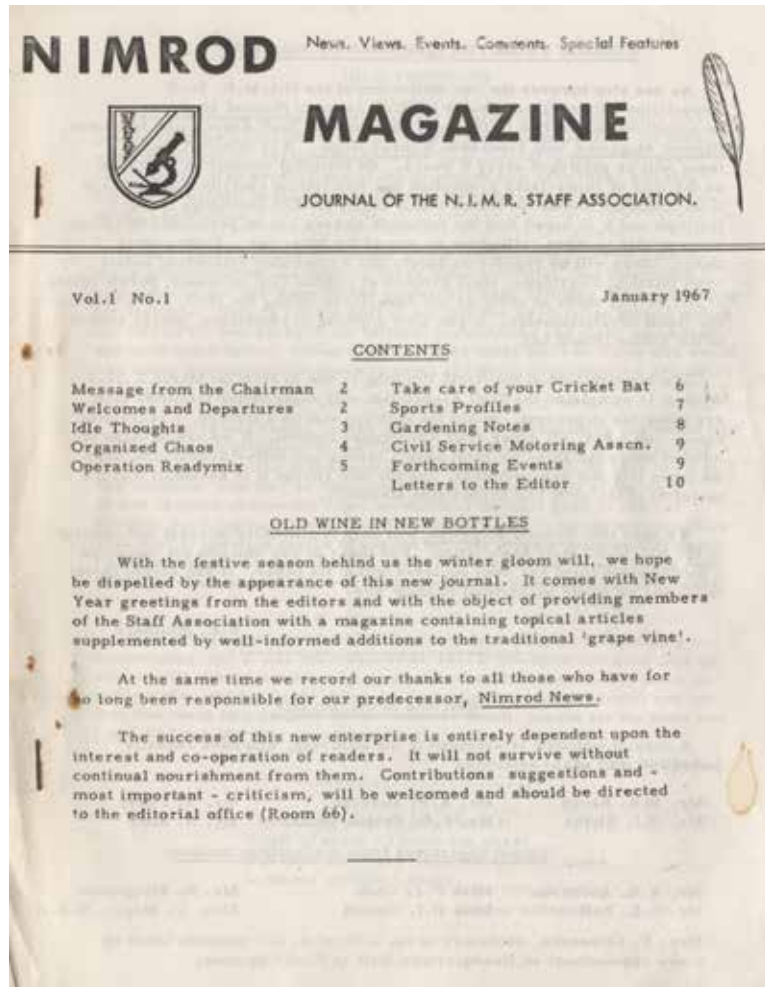 NIMROD
News. Views. Events. Comments. Special Features
MAGAZINE
JOURNAL OF THE N.I.M.R. STAFF ASSOCIATION.
Vol.1 No.1 January 1967
CONTENTS
Message from the Chairman 2 Take care of your Cricket Bat 6
Welcomes and Departures 2 Sports Profiles 7
Idle Thoughts 3 Gardening Notes 8
Organized Chaos 4 Civil Service Motoring Asscn. 9
Operation Readymix 5 Forthcoming Events 9
Letters to the Editor 10
OLD WINE IN NEW BOTTLES
With the festive season behind us the winter gloom will, we hope
be dispelled by the appearance of this new journal. It comes with New
Year greetings from the editors and with the object of providing members
of the Staff Association with a magazine containing topical articles
supplemented by well-informed additions to the traditional 'grape vine'.
At the same time we record our thanks to all those who have for
so long been responsible for our predecessor, Nimrod News.
The success of this new enterprise is entirely dependent upon the
interest and co-operation of readers. It will not survive without
continual nourishment from them. Contributions suggestions and -
most important - criticism, will be welcomed and should be directed
to the editorial office (Room 66).